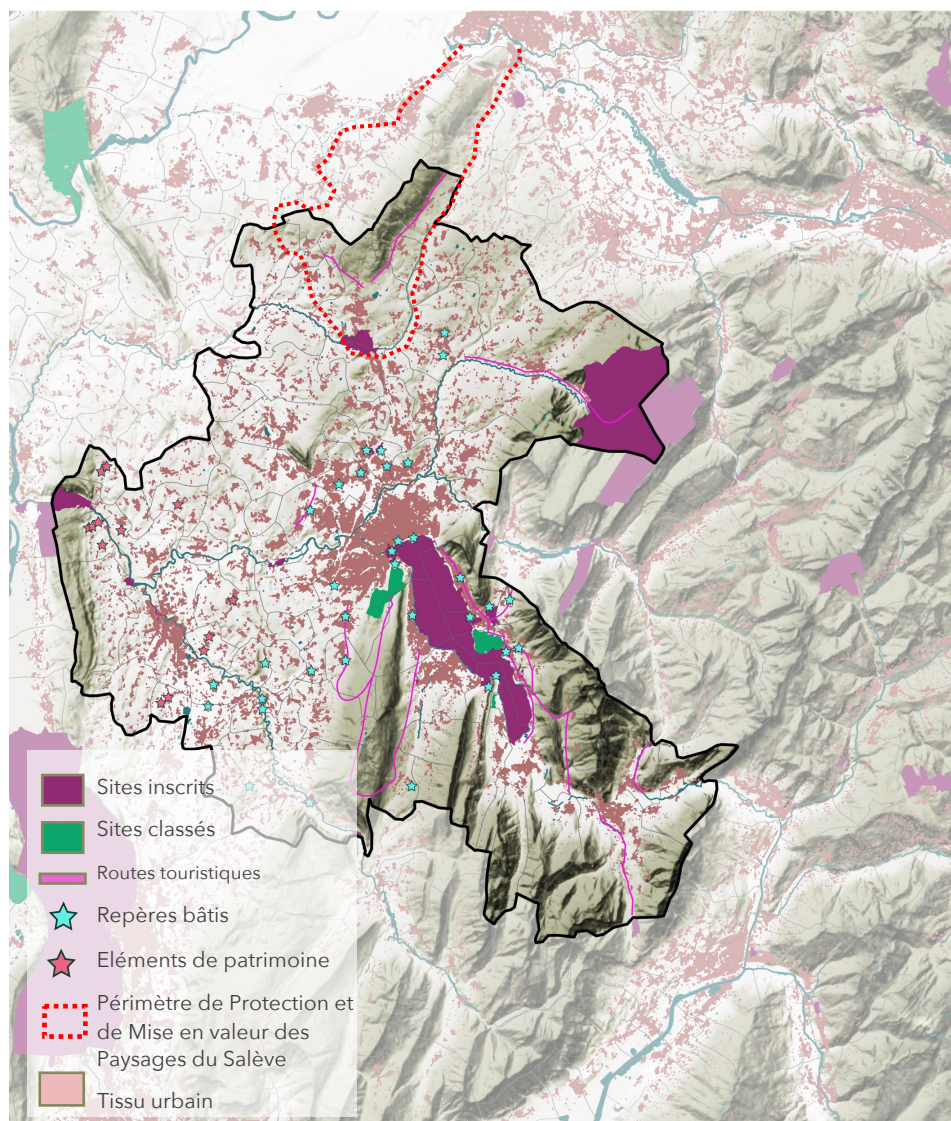 Sites inscrits
Sites classés
Routes touristiques
Repères bâtis
Eléments de patrimoine
Périmètre de Protection et
de Mise en valeur des
Paysages du Salève
Tissu urbain